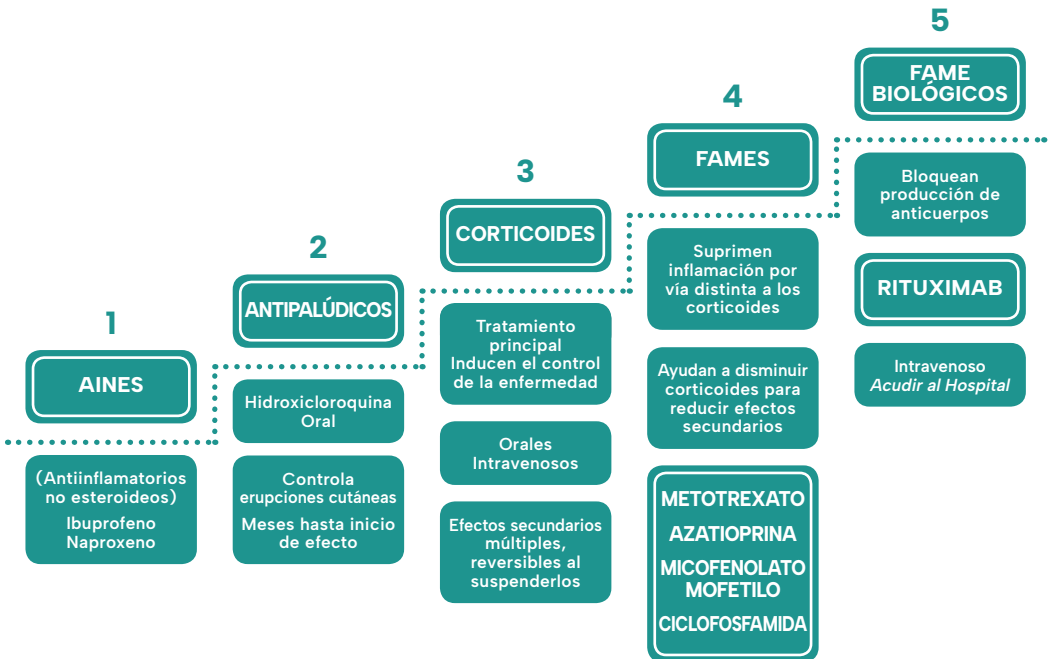 1
AINES
(Antiinflamatorios
no esteroideos)
Ibuprofeno
Naproxeno
2
ANTIPALÚDICOS
Hidroxicloroquina
Oral
Controla
erupciones cutáneas
Meses hasta inicio
de efecto
3
CORTICOIDES
Tratamiento
principal
Inducen el control
de la enfermedad
Orales
Intravenosos
Efectos secundarios
múltiples,
reversibles al
suspenderlos
4
FAMES
Suprimen
inflamación por
vía distinta a los
corticoides
Ayudan a disminuir
corticoides para
reducir efectos
secundarios
METOTREXATO
AZATIOPRINA
MICOFENOLATO
MOFETILO
CICLOFOSFAMIDA
5
FAME
BIOLÓGICOS
Bloquean
producción de
anticuerpos
RITUXIMAB
Intravenoso
Acudir al Hospital